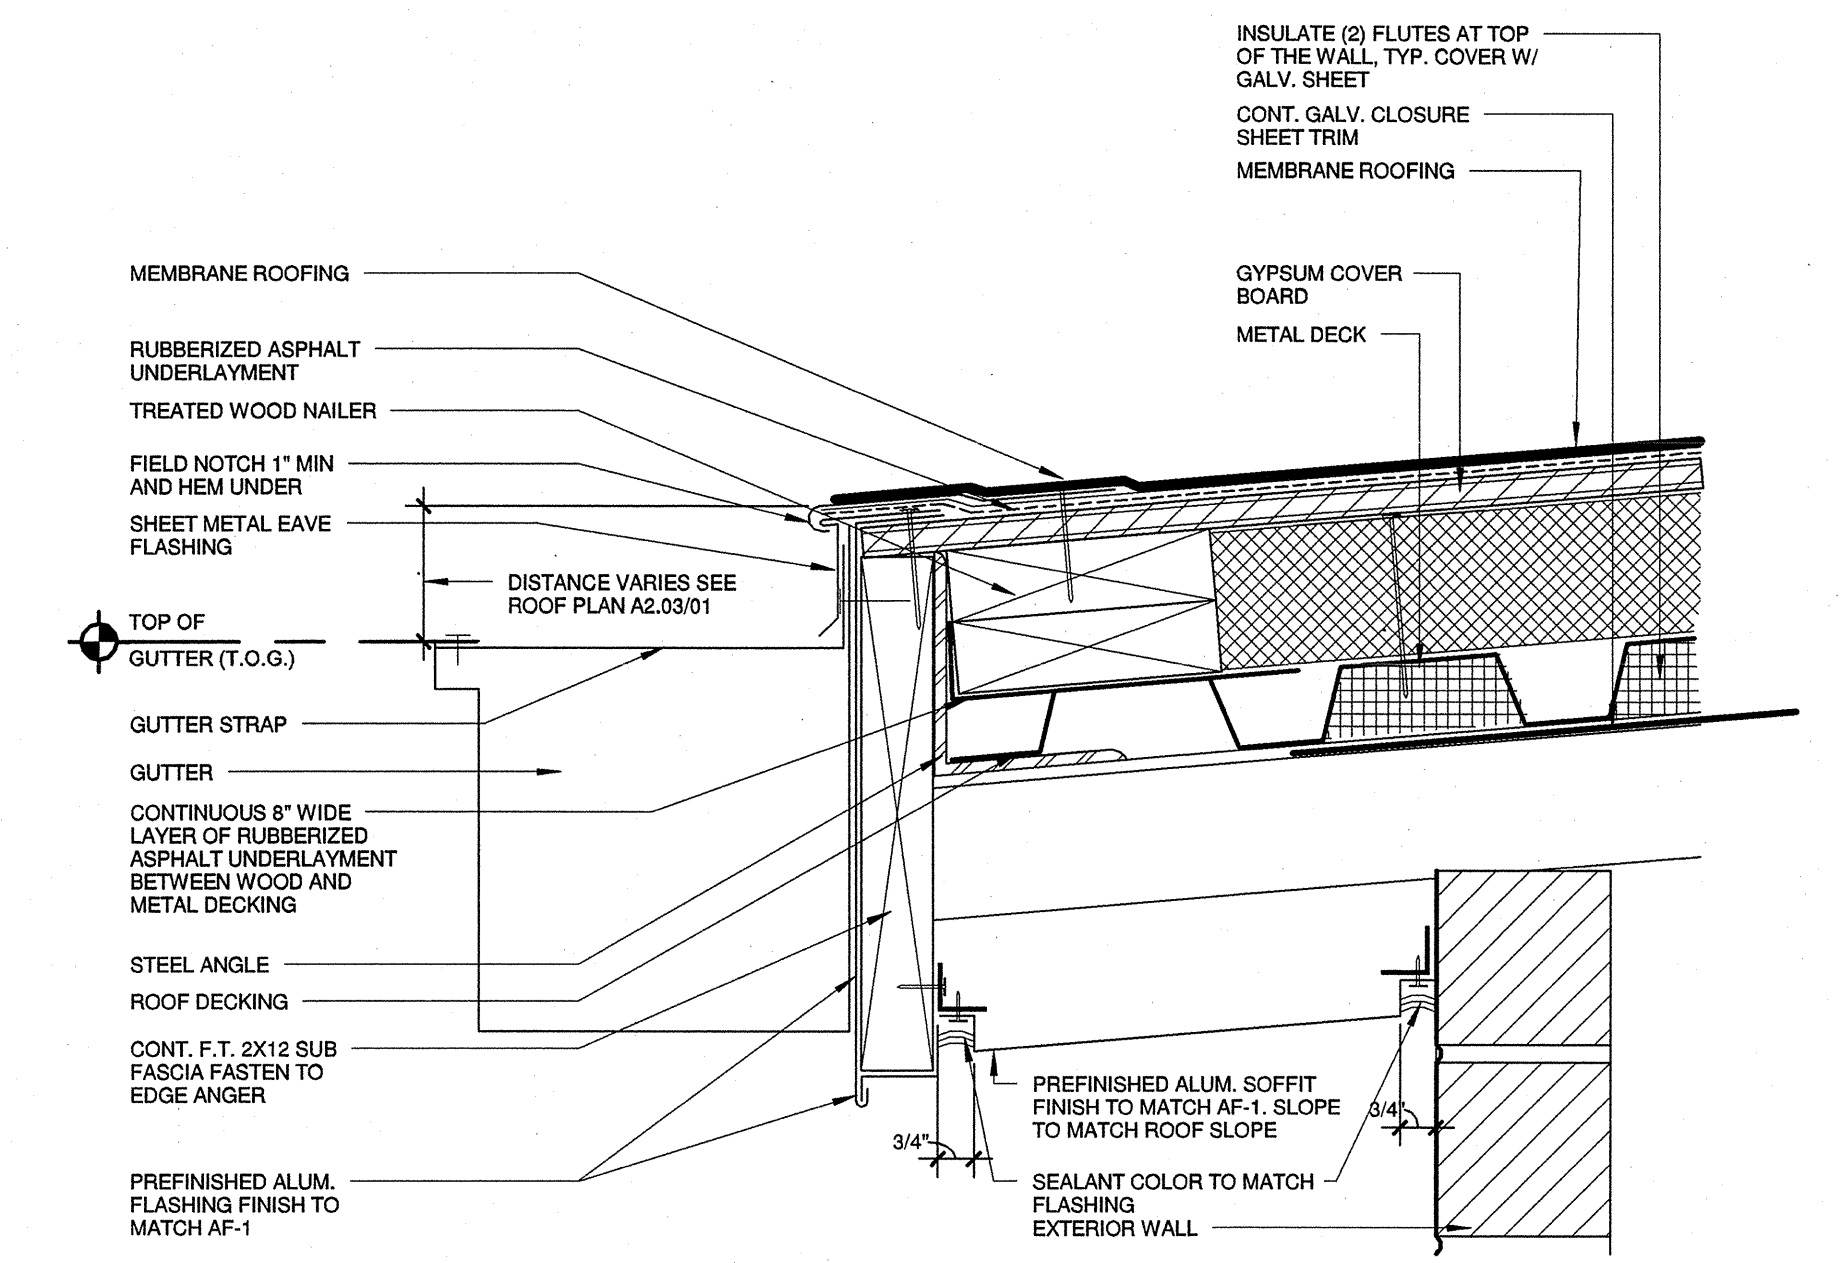 INSULATE (2) FLUTES AT TOP
OF THE WALL, TYP. COVER W/
GALV. SHEET
CONT. GALV. CLOSURE
SHEET TRIM
MEMBRANE ROOFING
GYPSUM COVER
BOARD
METAL DECK
MEMBRANE ROOFING
RUBBERIZED ASPHALT
UNDERLAYMENT
TREATED WOOD NAILER
FIELD NOTCH 1" MIN
AND HEM UNDER
SHEET METAL EAVE
FLASHING
DISTANCE VARIES SEE
ROOF PLAN A2.03/01
TOP OF
GUTTER (T.O.G.)
GUTTER STRAP
GUTTER
CONTINUOUS 8" WIDE
LAYER OF RUBBERIZED
ASPHALT UNDERLAYMENT
BETWEEN WOOD AND
METAL DECKING
STEEL ANGLE
ROOF DECKING
CONT. F.T. 2X12 SUB
FASCIA FASTEN TO
EDGE ANGER
PREFINISHED ALUM.
FLASHING FINISH TO
MATCH AF-1
3/4"
PREFINISHED ALUM. SOFFIT
FINISH TO MATCH AF-1. SLOPE
TO MATCH ROOF SLOPE
3/4"
SEALANT COLOR TO MATCH
FLASHING
EXTERIOR WALL